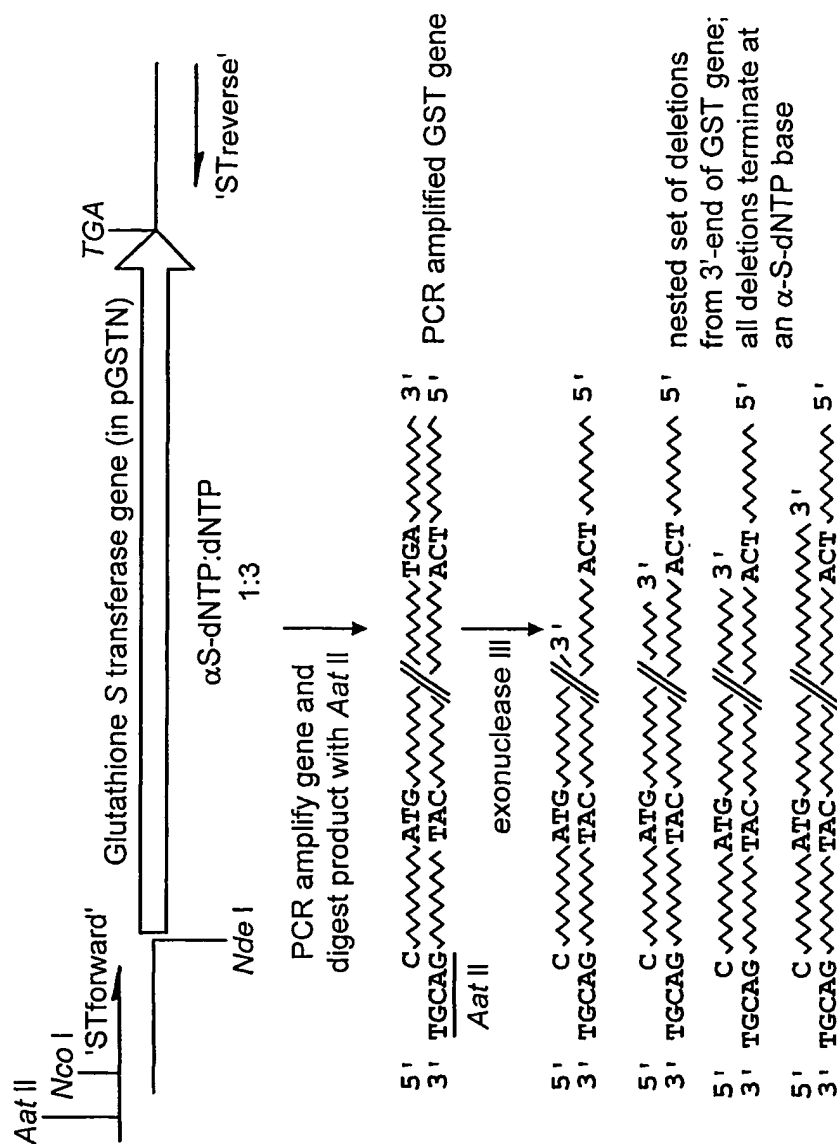 Aat II
Nco I
'STforward'
Glutathione S transferase gene (in pGSTN)
TGA
'STreverse'
Nde I
αS-dNTP:dNTP
1:3
PCR amplify gene and
digest product with Aat II
5' C ATG TGA 3'
3' TGCAG TAC ACT 5'
Aat II
PCR amplified GST gene
exonuclease III
5' C ATG 3'
3' TGCAG TAC ACT 5'
5' C ATG 3'
3' TGCAG TAC ACT 5'
5' C ATG 3'
3' TGCAG TAC ACT 5'
5' C ATG 3'
3' TGCAG TAC ACT 5'
nested set of deletions
from 3'-end of GST gene;
all deletions terminate at
an α-S-dNTP base